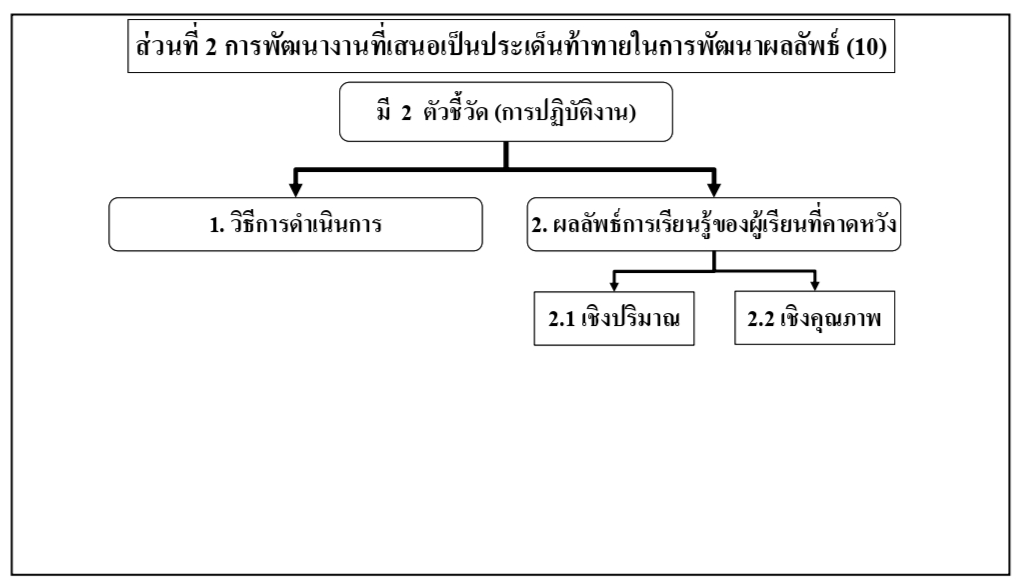 ส่วนที่ 2 การพัฒนางานที่เสนอเป็นประเด็นท้าทายในการพัฒนาผลลัพธ์ (10)
มี 2 ตัวชี้วัด (การปฏิบัติงาน)
1. วิธีการดำเนินการ
2. ผลลัพธ์การเรียนรู้ของผู้เรียนที่คาดหวัง
2.1 เชิงปริมาณ
2.2 เชิงคุณภาพ